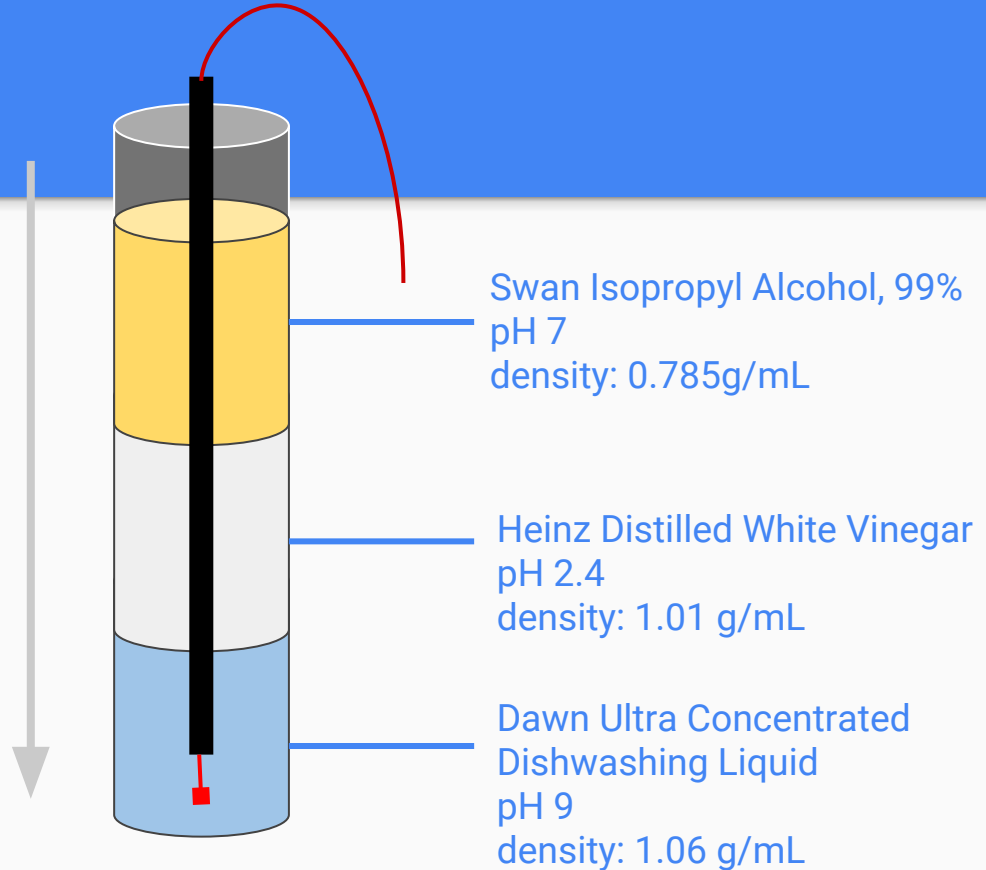 Swan Isopropyl Alcohol, 99%
pH 7
density: 0.785g/mL
Heinz Distilled White Vinegar
pH 2.4
density: 1.01 g/mL
Dawn Ultra Concentrated
Dishwashing Liquid
pH 9
density: 1.06 g/mL